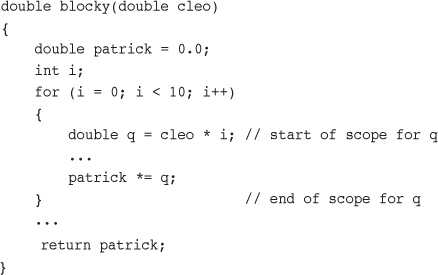 double blocky(double cleo)
{
    double patrick = 0.0;
    int i;
    for (i = 0; i < 10; i++)
    {
        double q = cleo * i; // start of scope for q
        ...
        patrick *= q;
    }                        // end of scope for q
    ...
     return patrick;
}